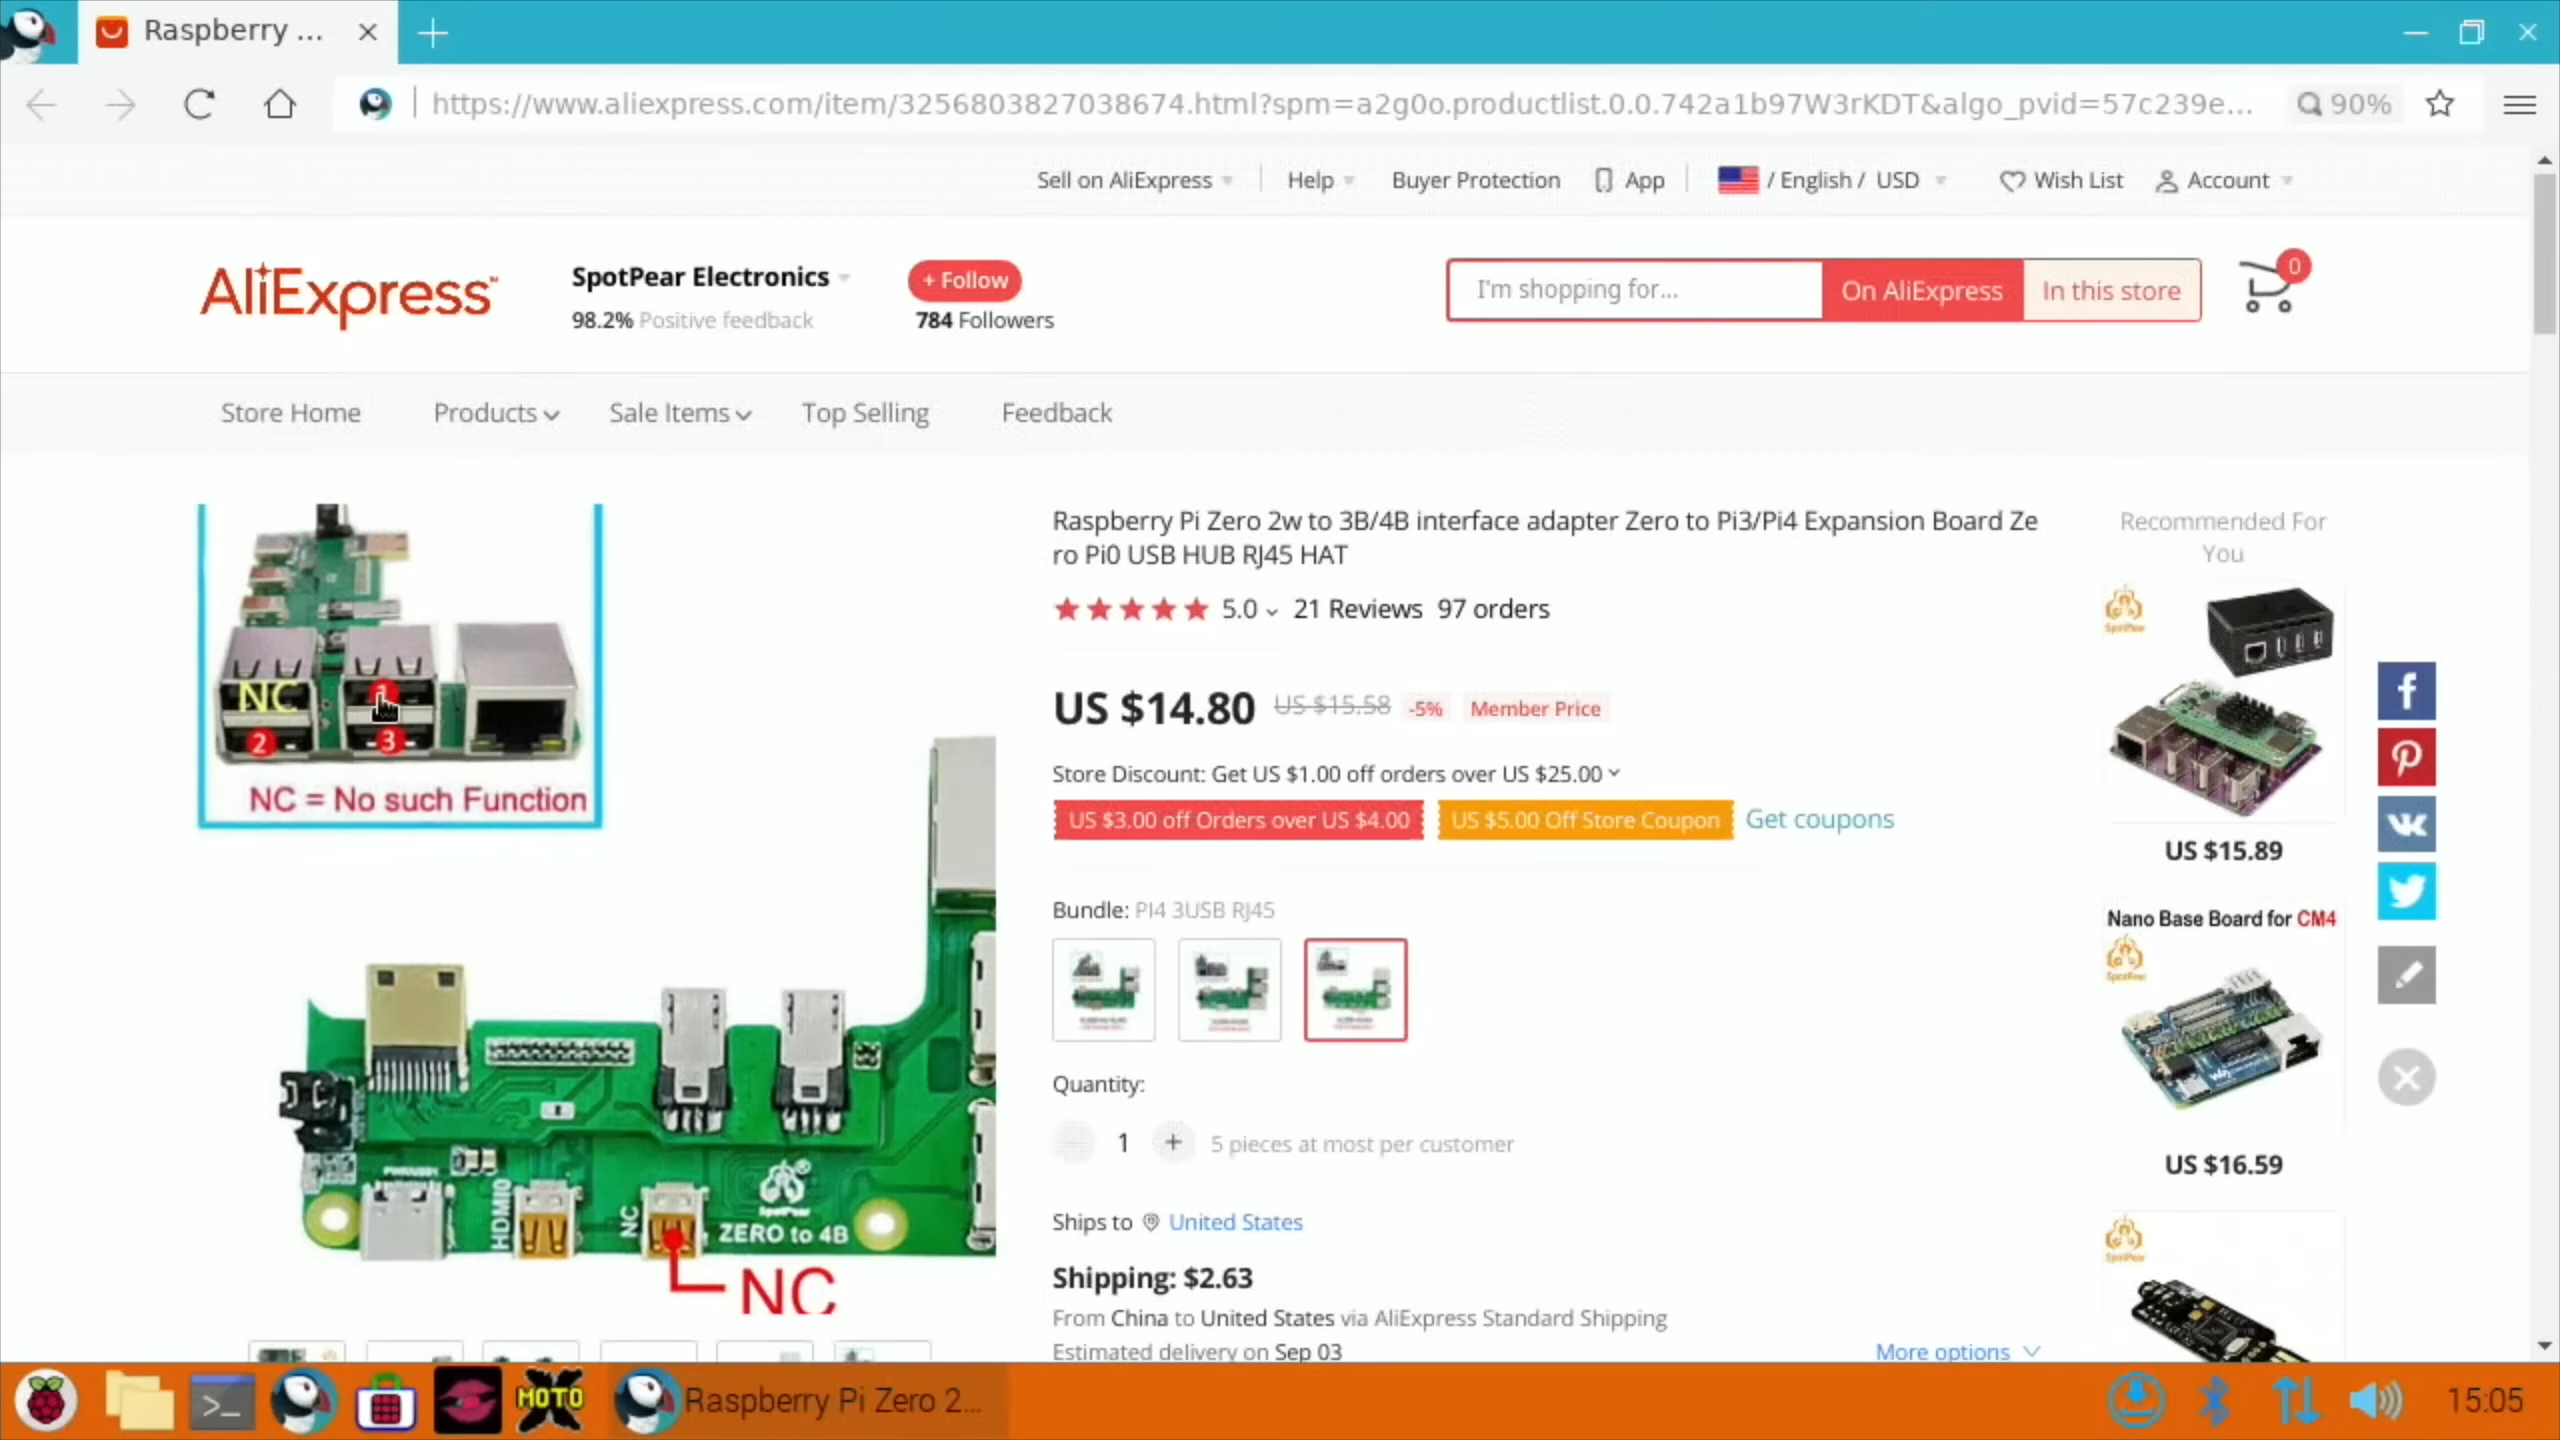 Raspberry ...
https://www.aliexpress.com/item/3256803827038674.html?spm=a2g0o.productlist.0.0.742a1b97W3rKDT&algo_pvid=57c239e...
90%
Sell on AliExpress
Help
Buyer Protection
App
/ English / USD
Wish List
Account
AliExpress
SpotPear Electronics
98.2% Positive feedback
+ Follow
784 Followers
I'm shopping for...
On AliExpress
In this store
0
Store Home
Products
Sale Items
Top Selling
Feedback
NC
1
2
3
NC = No such Function
HDMI0
NC
SpotPear
ZERO to 4B
NC
Raspberry Pi Zero 2w to 3B/4B interface adapter Zero to Pi3/Pi4 Expansion Board Ze
ro Pi0 USB HUB RJ45 HAT
5.0
21 Reviews
97 orders
US $14.80
US $15.58
-5%
Member Price
Store Discount: Get US $1.00 off orders over US $25.00
US $3.00 off Orders over US $4.00
US $5.00 Off Store Coupon
Get coupons
Bundle: PI4 3USB RJ45
Quantity:
1
+
5 pieces at most per customer
Ships to United States
Shipping: $2.63
From China to United States via AliExpress Standard Shipping
Estimated delivery on Sep 03
More options
Recommended For
You
SpotPear
US $15.89
Nano Base Board for CM4
SpotPear
US $16.59
SpotPear
MOTO
Raspberry Pi Zero 2...
15:05